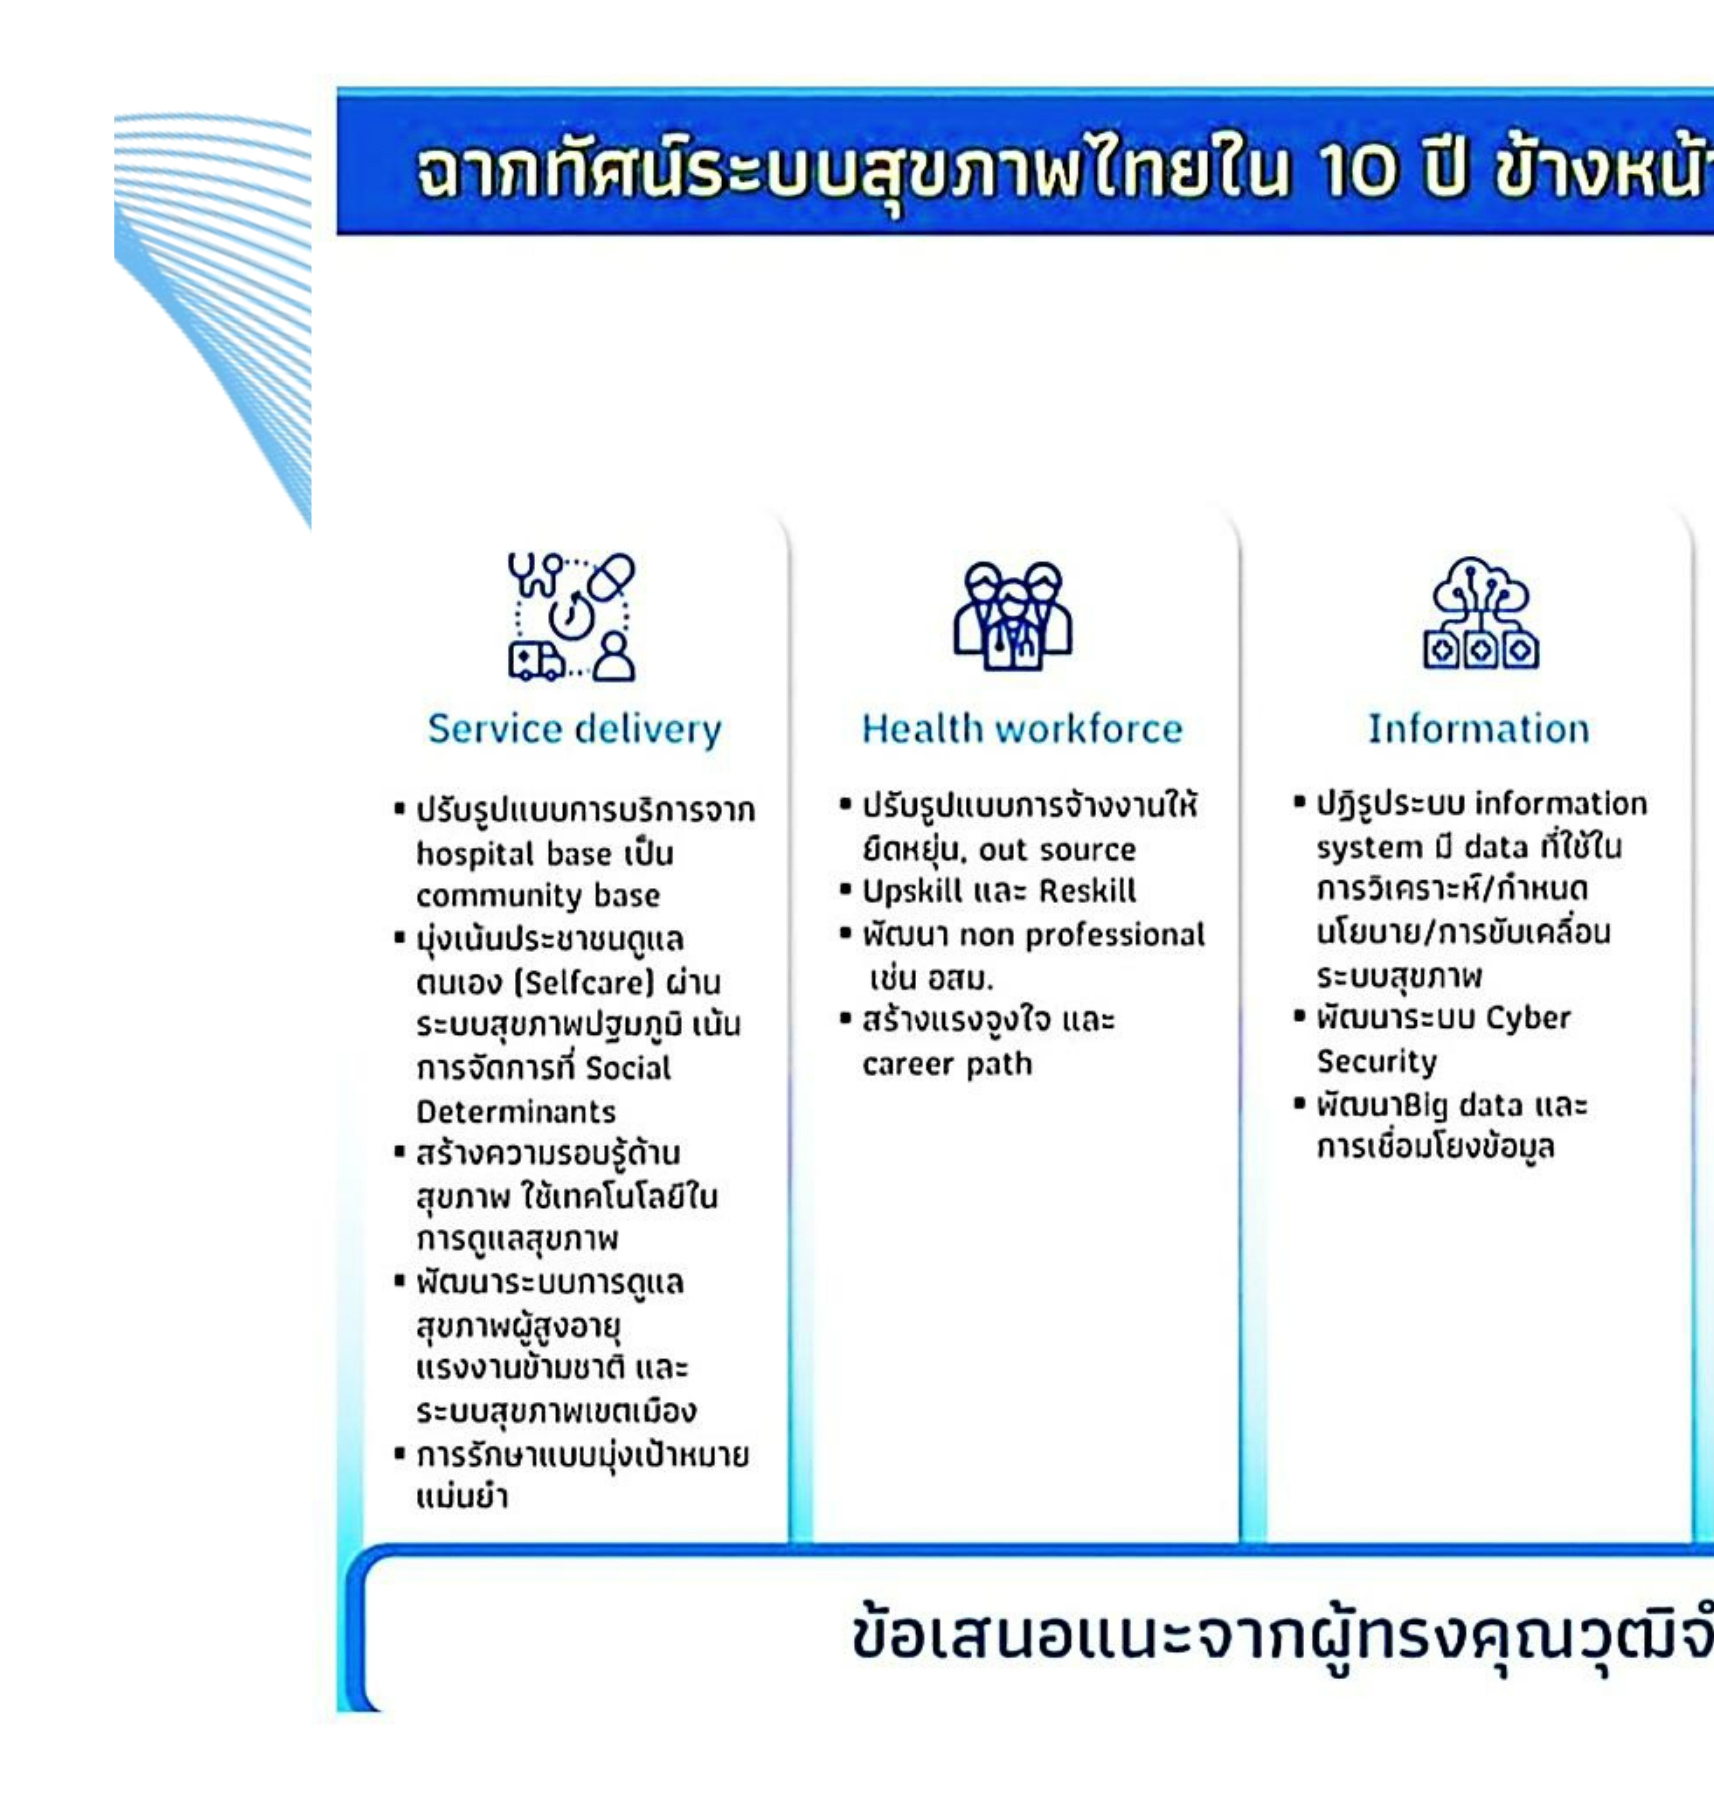 ฉากทัศน์ระบบสุขภาพไทยใน 10 ปี ข้างหน้า
Service delivery
▪ ปรับรูปแบบการบริการจาก
hospital base เป็น
community base
▪ มุ่งเน้นประชาชนดูแล
ตนเอง (Selfcare) ผ่าน
ระบบสุขภาพปฐมภูมิ เน้น
การจัดการที่ Social
Determinants
▪ สร้างความรอบรู้ด้าน
สุขภาพ ใช้เทคโนโลยีใน
การดูแลสุขภาพ
▪ พัฒนาระบบการดูแล
สุขภาพผู้สูงอายุ
แรงงานข้ามชาติ และ
ระบบสุขภาพเขตเมือง
▪ การรักษาแบบมุ่งเป้าหมาย
แม่นยำ
Health workforce
▪ ปรับรูปแบบการจ้างงานให้
ยืดหยุ่น, out source
▪ Upskill และ Reskill
▪ พัฒนา non professional
เช่น อสม.
▪ สร้างแรงจูงใจ และ
career path
Information
▪ ปฏิรูประบบ information
system มี data ที่ใช้ใน
การวิเคราะห์/กำหนด
นโยบาย/การขับเคลื่อน
ระบบสุขภาพ
▪ พัฒนาระบบ Cyber
Security
▪ พัฒนาBig data และ
การเชื่อมโยงข้อมูล
ข้อเสนอแนะจากผู้ทรงคุณวุฒิ